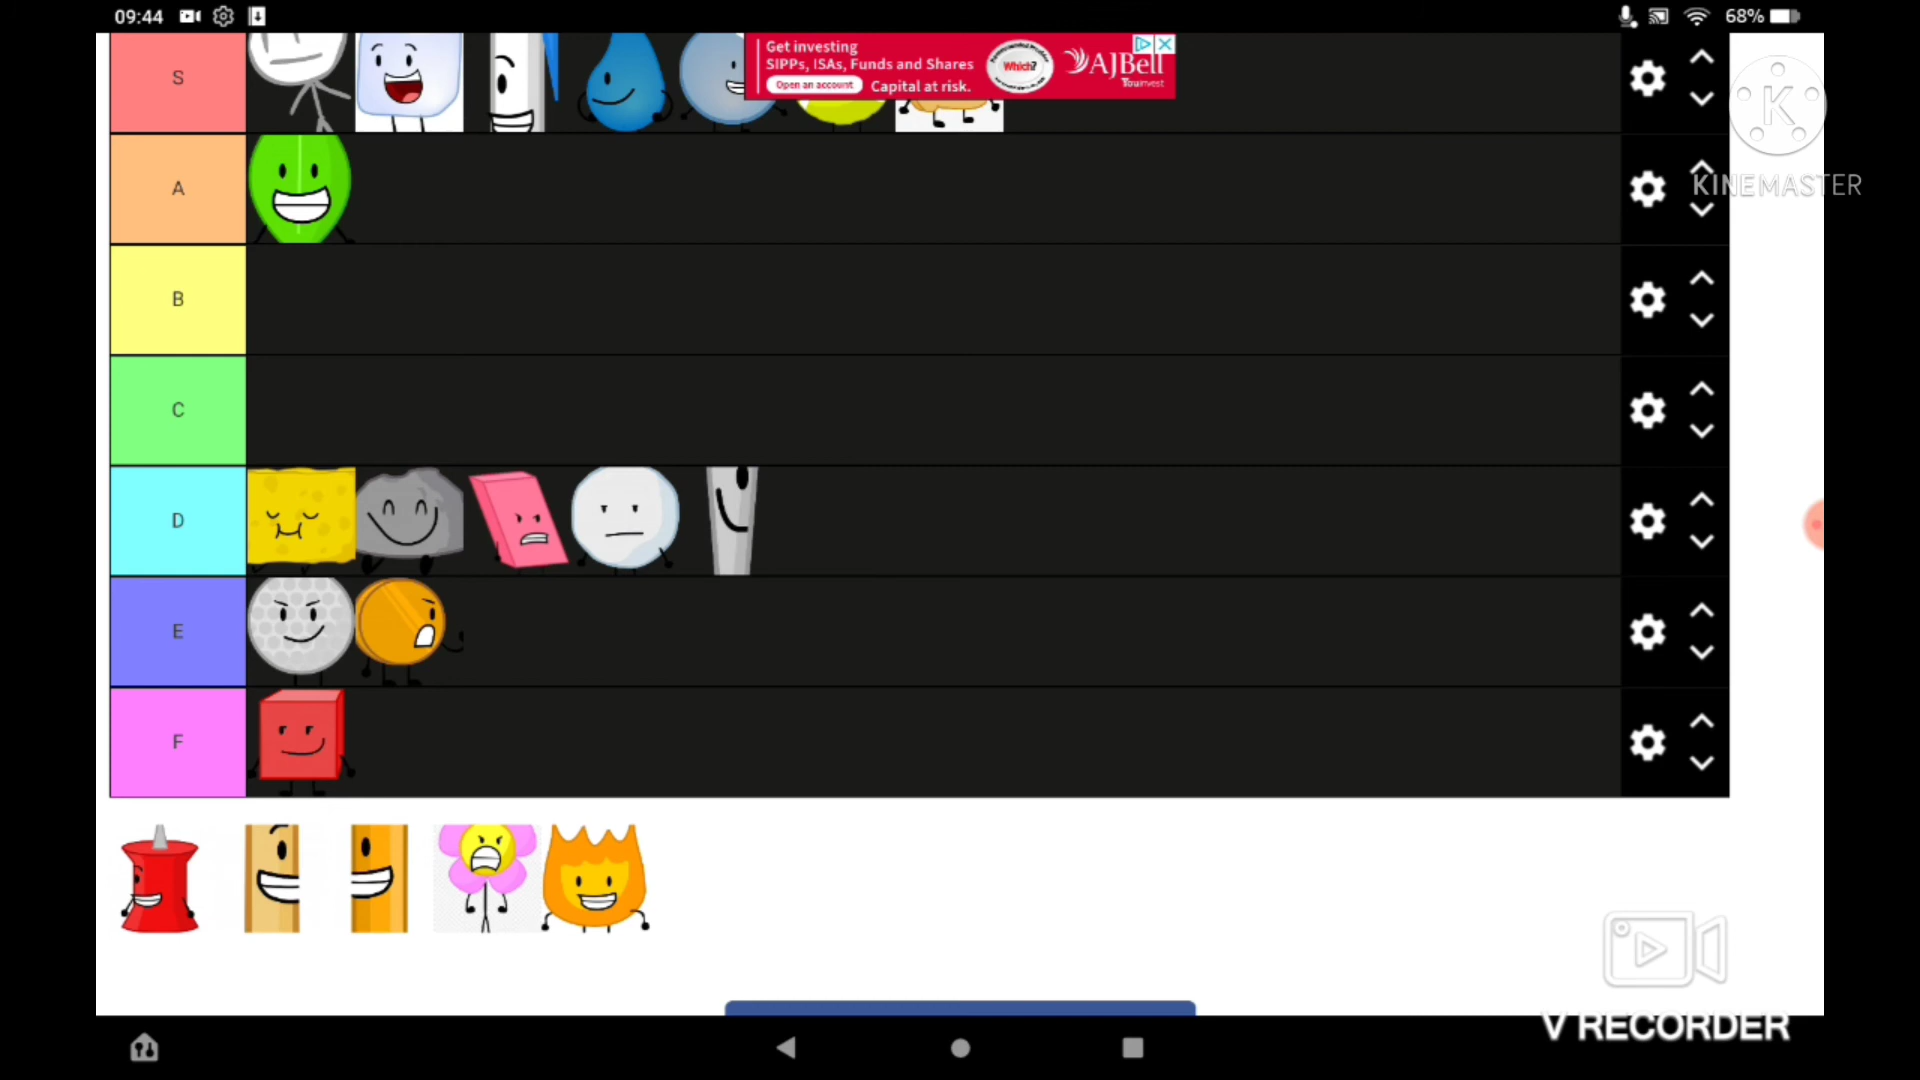 09:44
68%
S
Get investing
SIPPs, ISAs, Funds and Shares
Open an account
Capital at risk.
Which?
AJBell
Touinvest
K
KINEMASTER
A
B
C
D
E
F
V RECORDER